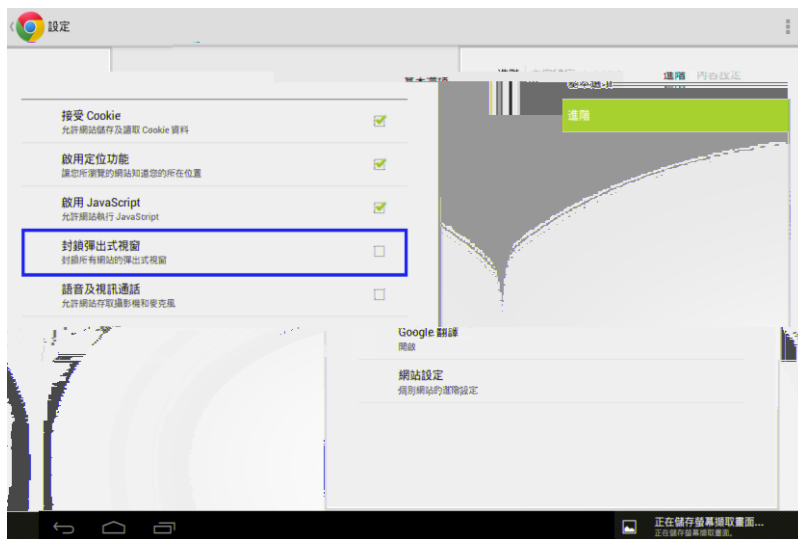 設定
進階
基本選項
進階
接受 Cookie
允許網站儲存及讀取 Cookie 資料
啟用定位功能
讓您所瀏覽的網站知道您的所在位置
啟用 JavaScript
允許網站執行 JavaScript
封鎖彈出式視窗
封鎖所有網站的彈出式視窗
語音及視訊通話
允許網站存取攝影機和麥克風
Google 翻譯
開啟
網站設定
個別網站的進階設定
正在儲存螢幕擷取畫面...
正在儲存螢幕擷取畫面。